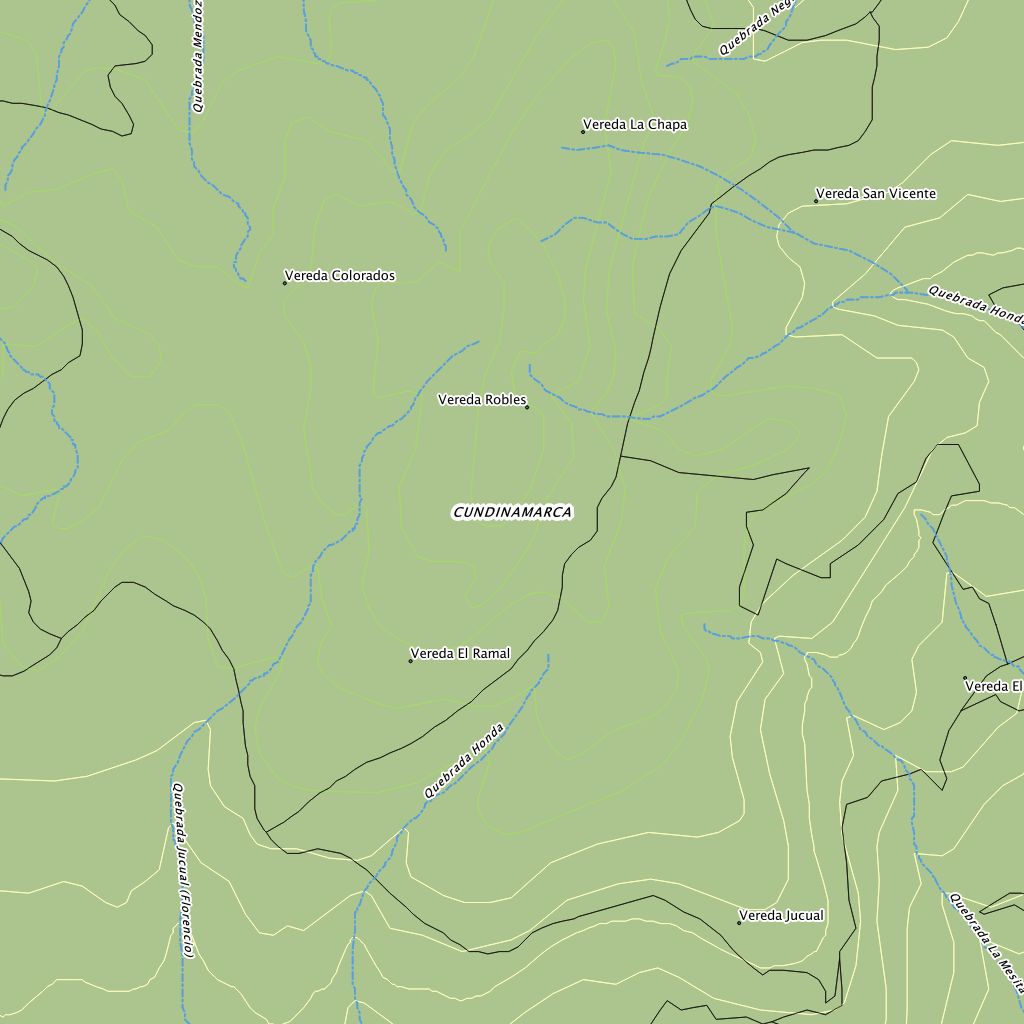 Quebrada Mendoz
Quebrada Neg
Vereda La Chapa
Vereda San Vicente
Vereda Colorados
Quebrada Honda
Vereda Robles
CUNDINAMARCA
Vereda El Ramal
Vereda El
Quebrada Honda
Quebrada Jucual (Florencio)
Vereda Jucual
Quebrada La Mesita